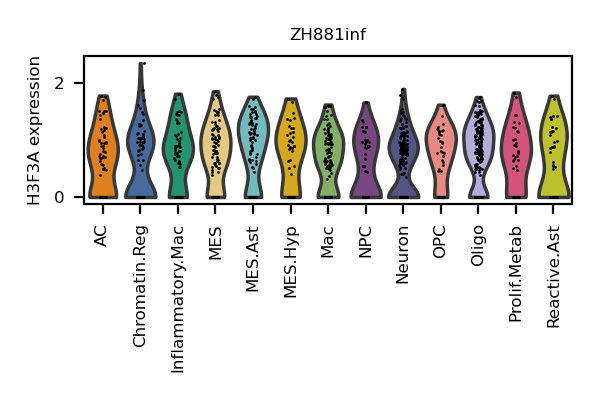 ZH881inf
H3F3A expression
2
0
AC
Chromatin.Reg
Inflammatory.Mac
MES
MES.Ast
MES.Hyp
Mac
NPC
Neuron
OPC
Oligo
Prolif.Metab
Reactive.Ast